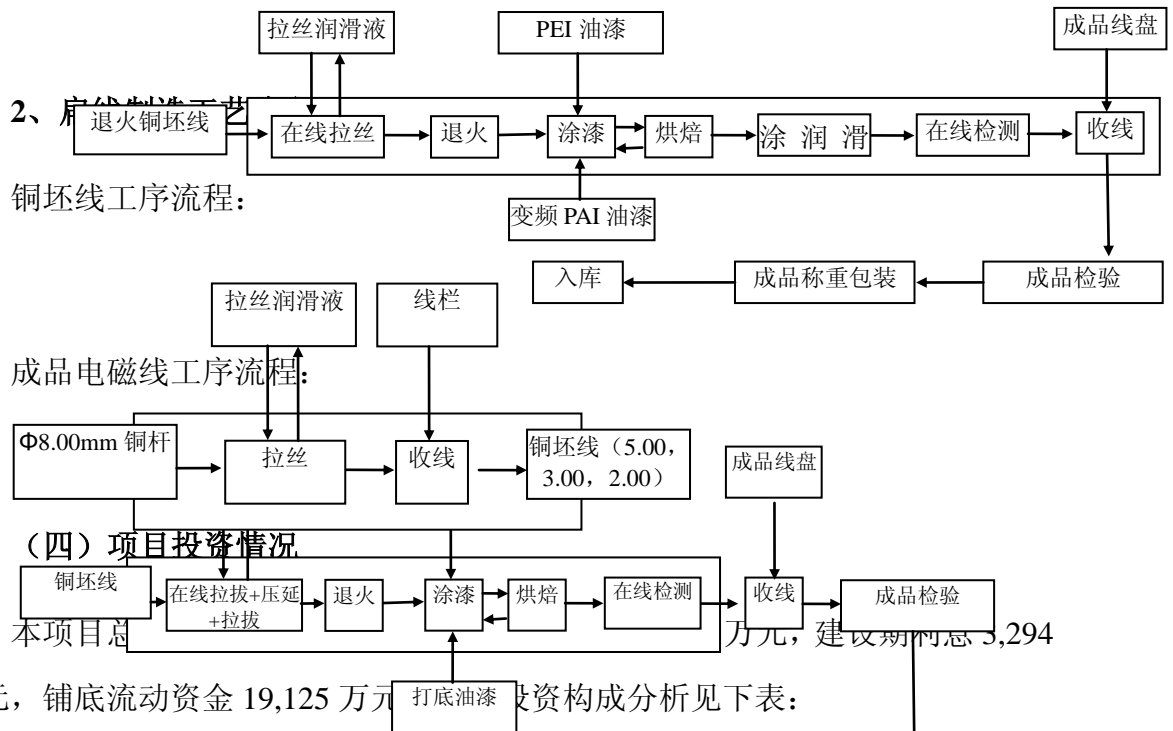 拉丝润滑液 PEI 油漆 成品线盘
2、扁线制造工艺
退火铜坯线 在线拉丝 退火 涂漆 烘焙 涂 润 滑 在线检测 收线
铜坯线工序流程：
变频 PAI 油漆
入库 成品称重包装 成品检验
拉丝润滑液 线栏
成品电磁线工序流程：
Φ8.00mm 铜杆 拉丝 收线 铜坯线（5.00，
3.00，2.00） 成品线盘
（四）项目投资情况
铜坯线 在线拉拔+压延 退火 涂漆 烘焙 在线检测 收线 成品检验
+拉拔
本项目总 万元，建设期利息 3,294
元，铺底流动资金 19,125 万元 投资构成分析见下表：
打底油漆